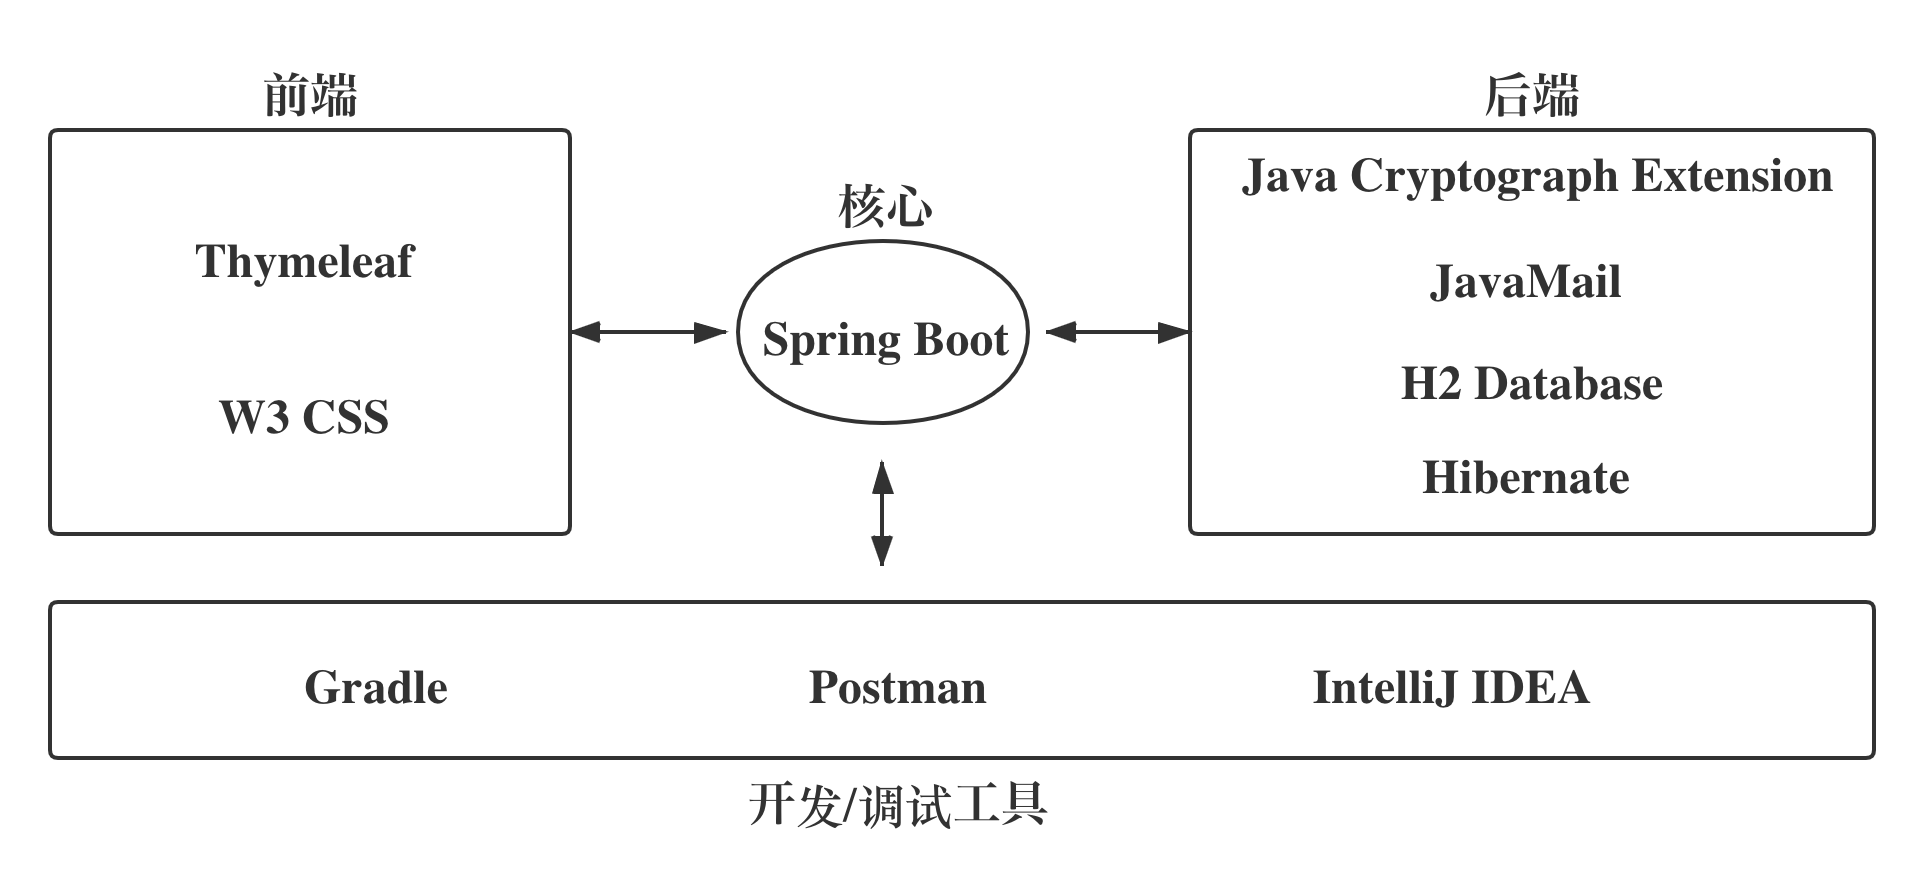 前端
Thymeleaf
W3 CSS
核心
Spring Boot
后端
Java Cryptograph Extension
JavaMail
H2 Database
Hibernate
Gradle
Postman
IntelliJ IDEA
开发/调试工具